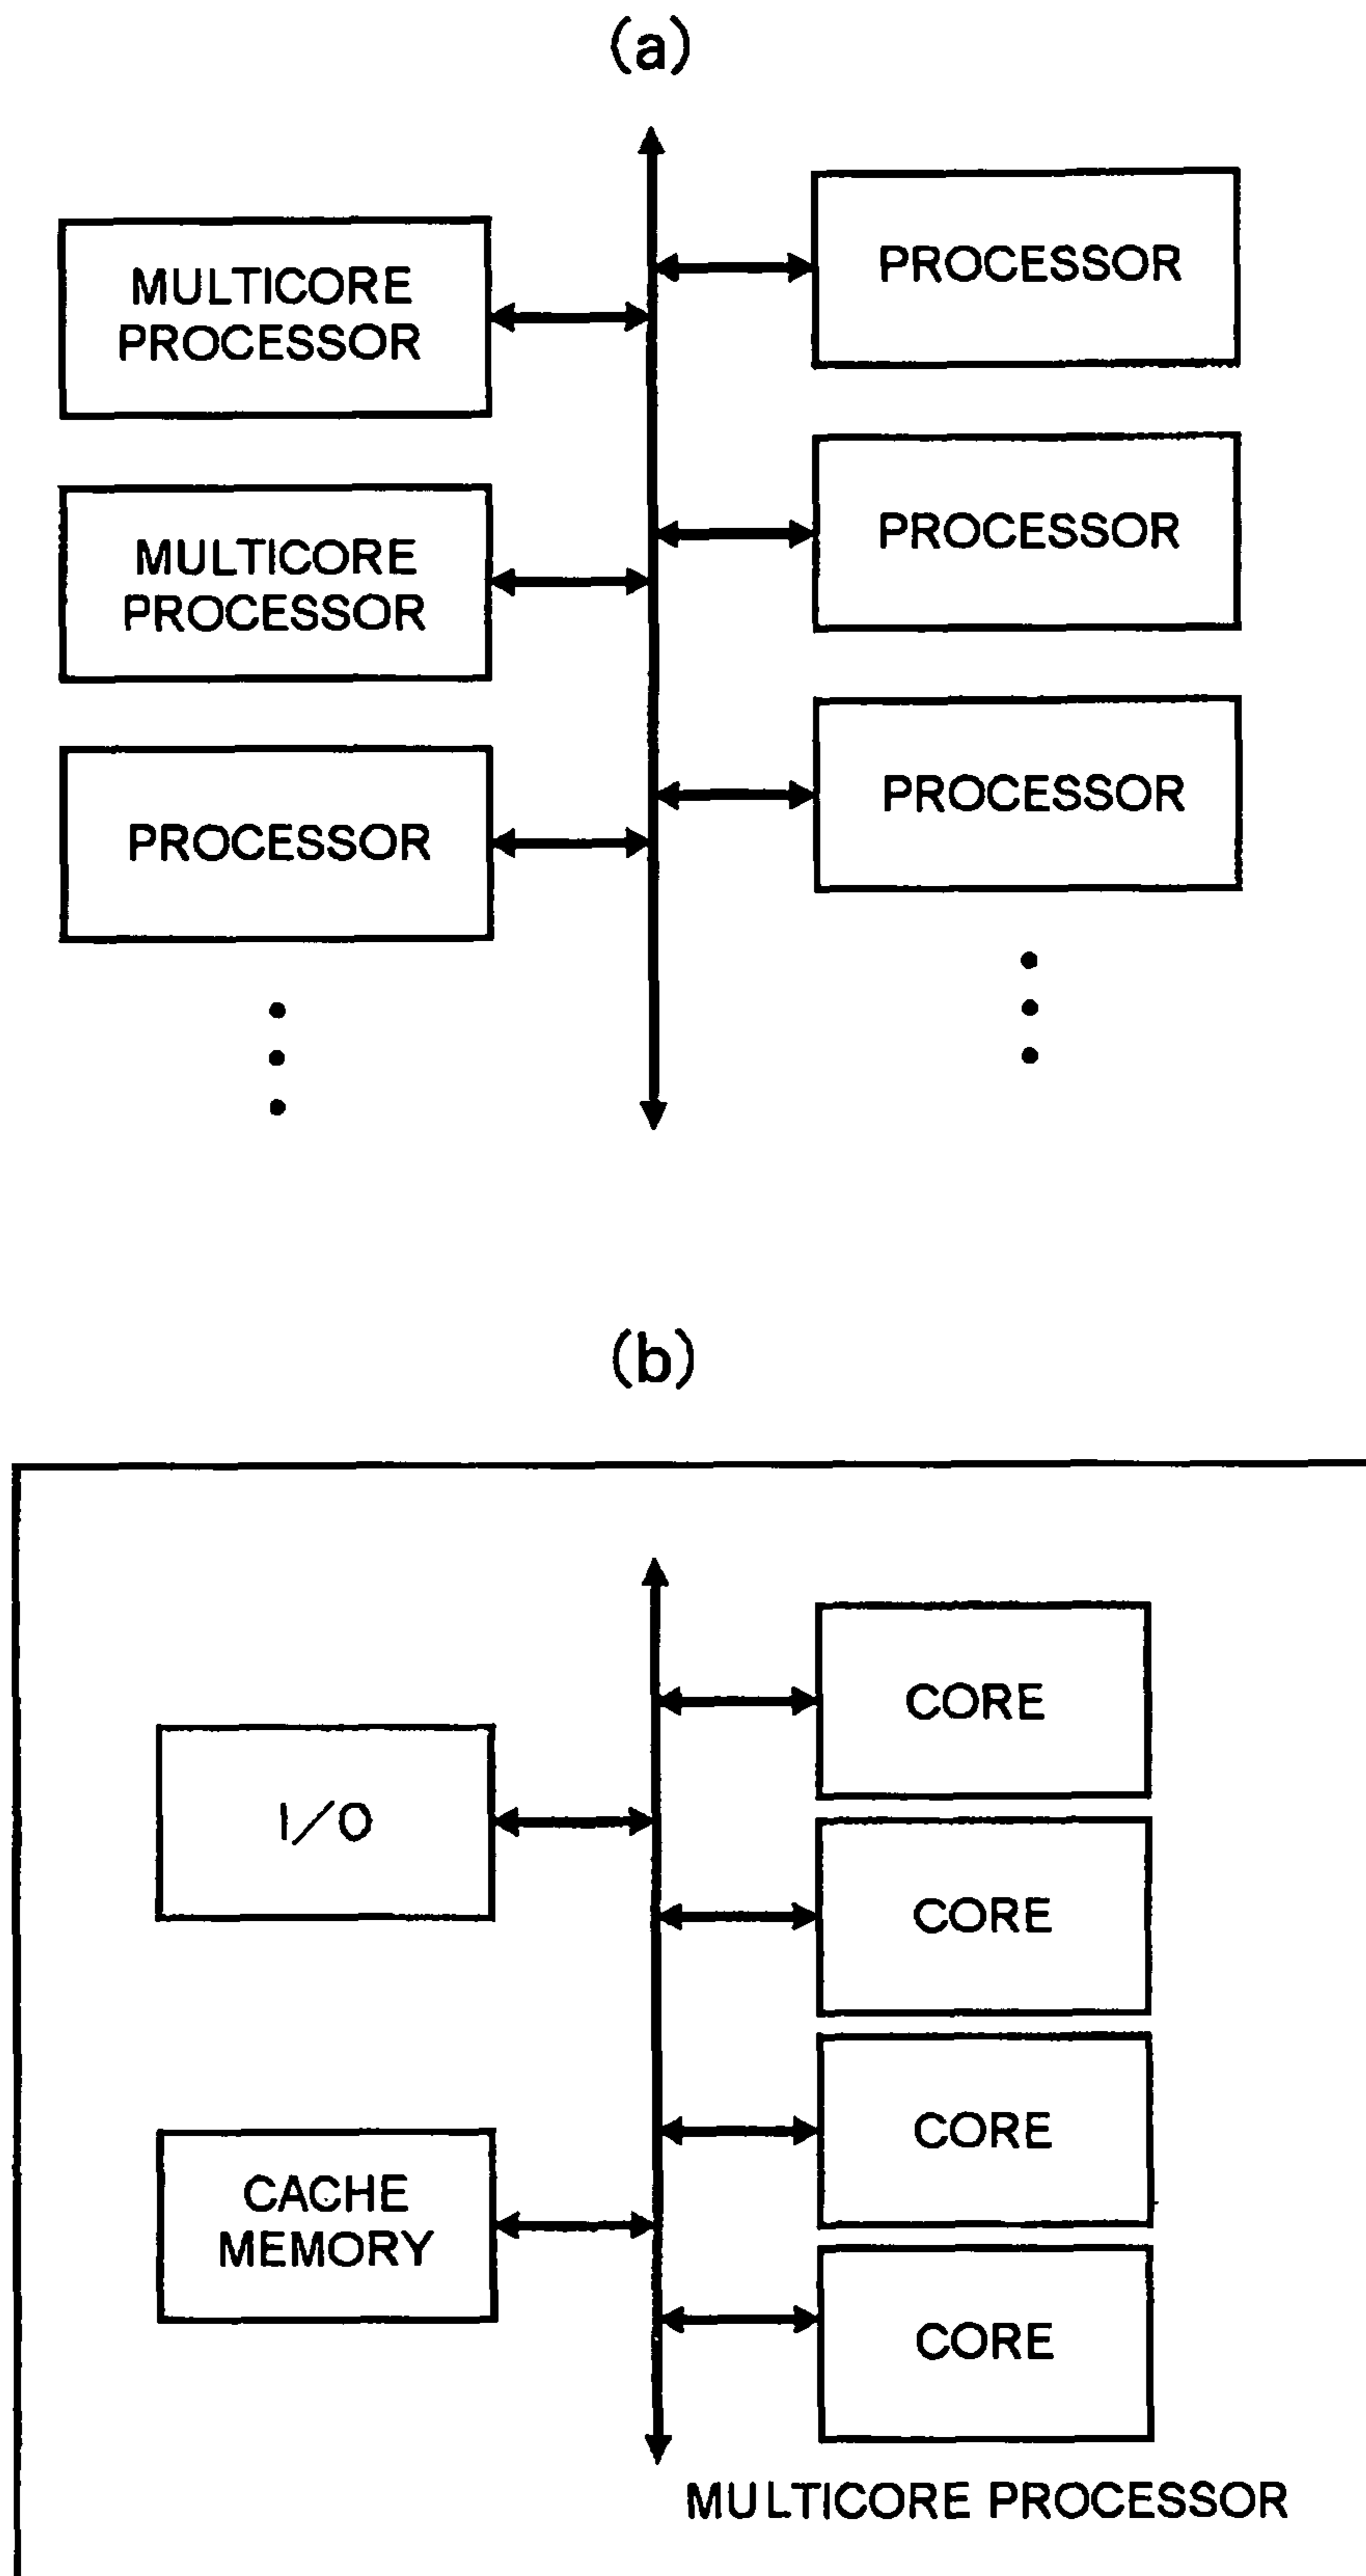 (a)
MULTICORE
PROCESSOR
PROCESSOR
MULTICORE
PROCESSOR
PROCESSOR
PROCESSOR
PROCESSOR
(b)
I/O
CORE
CORE
CACHE
MEMORY
CORE
CORE
MULTICORE PROCESSOR